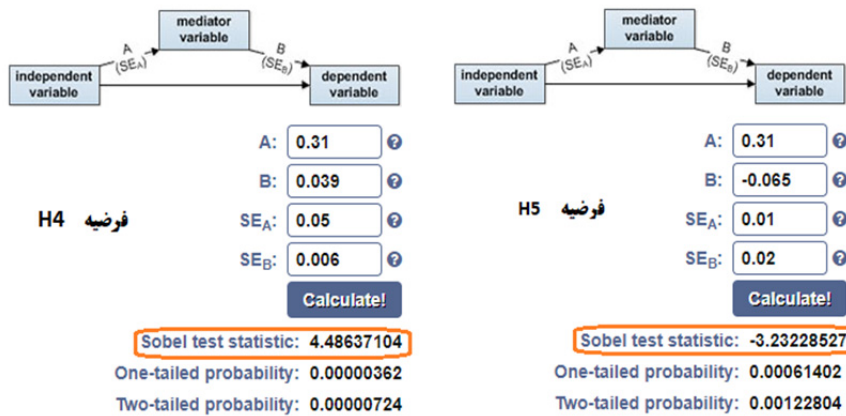 mediator
variable
A
(SEA)
B
(SEB)
independent
variable
dependent
variable
A: 0.31
B: 0.039
فرضیه H4
SEA: 0.05
SEB: 0.006
Calculate!
Sobel test statistic: 4.48637104
One-tailed probability: 0.00000362
Two-tailed probability: 0.00000724
mediator
variable
A
(SEA)
B
(SEB)
independent
variable
dependent
variable
A: 0.31
B: -0.065
فرضیه H5
SEA: 0.01
SEB: 0.02
Calculate!
Sobel test statistic: -3.23228527
One-tailed probability: 0.00061402
Two-tailed probability: 0.00122804